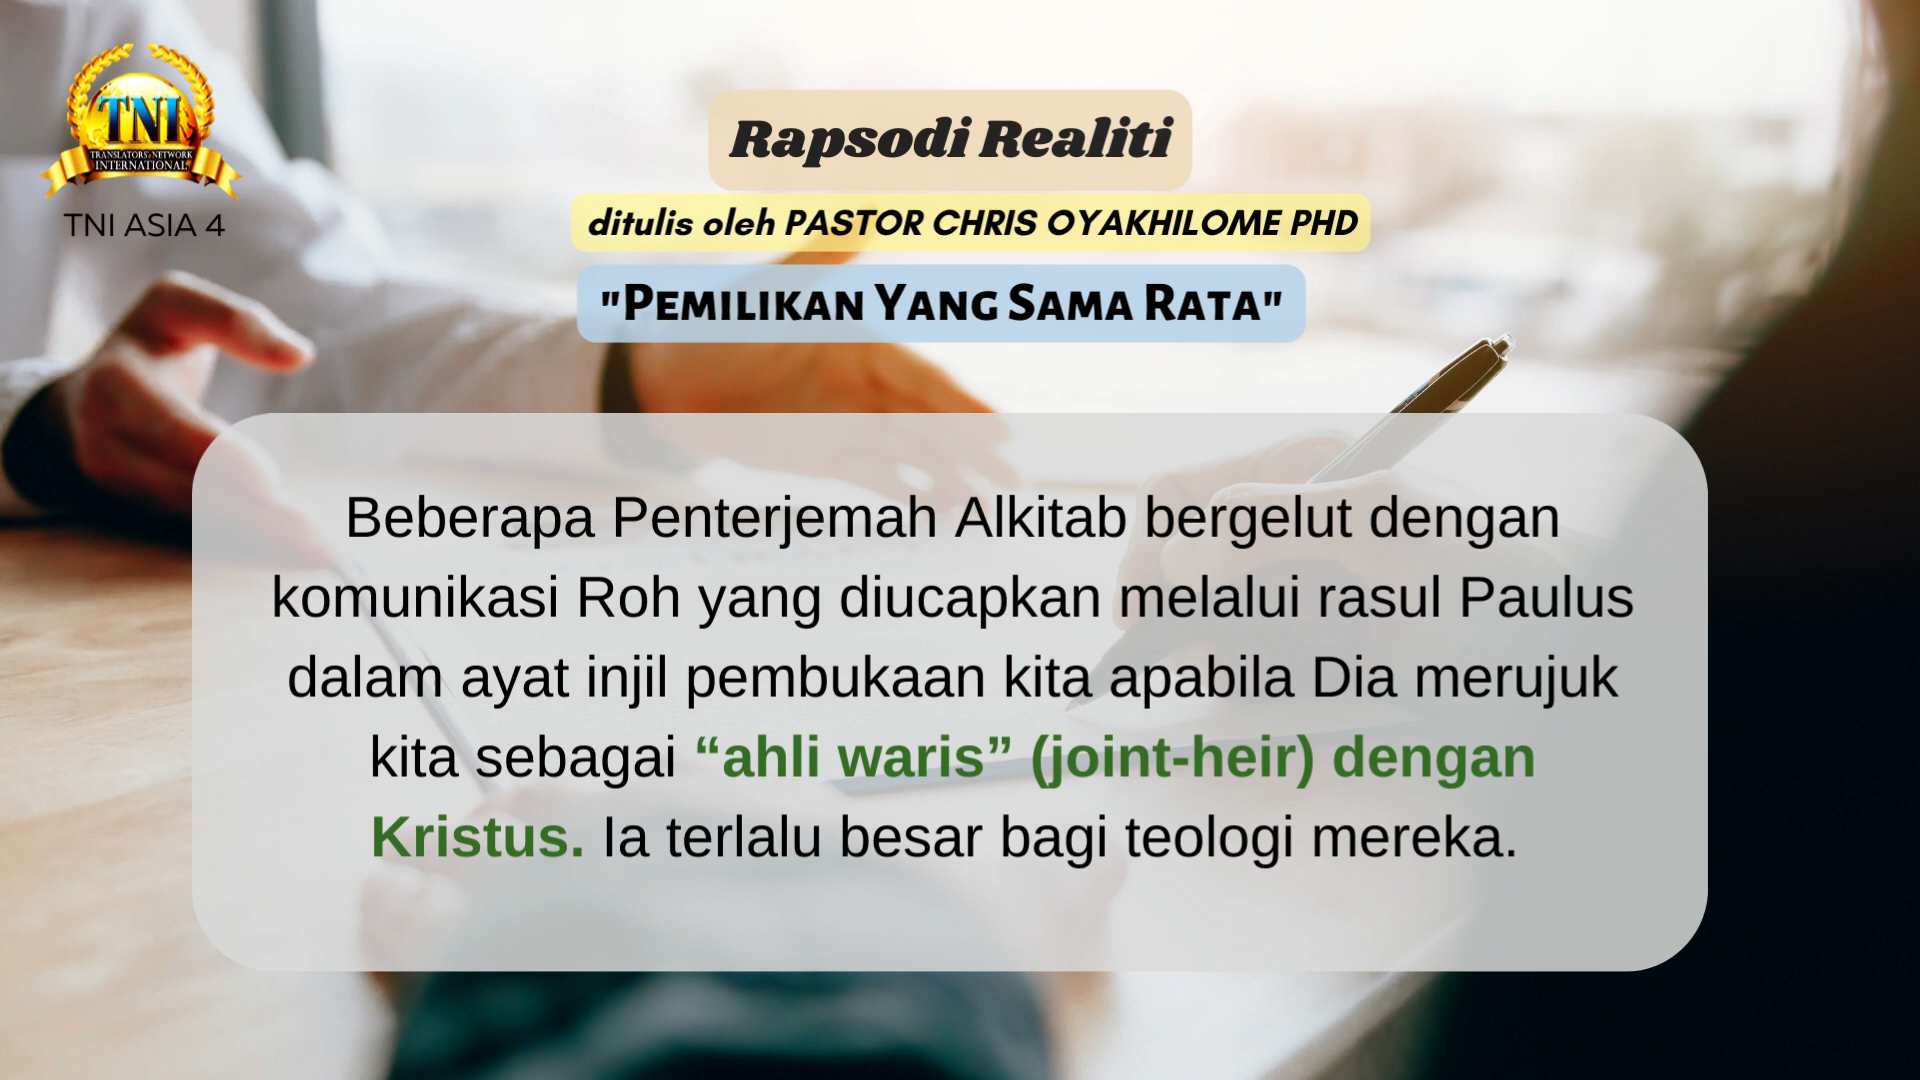 TNI
TRANSLATORS NETWORK
INTERNATIONAL
TNI ASIA 4
Rapsodi Realiti
ditulis oleh PASTOR CHRIS OYAKHILOME PHD
"Pemilikan Yang Sama Rata"
Beberapa Penterjemah Alkitab bergelut dengan
komunikasi Roh yang diucapkan melalui rasul Paulus
dalam ayat injil pembukaan kita apabila Dia merujuk
kita sebagai “ahli waris” (joint-heir) dengan
Kristus. Ia terlalu besar bagi teologi mereka.